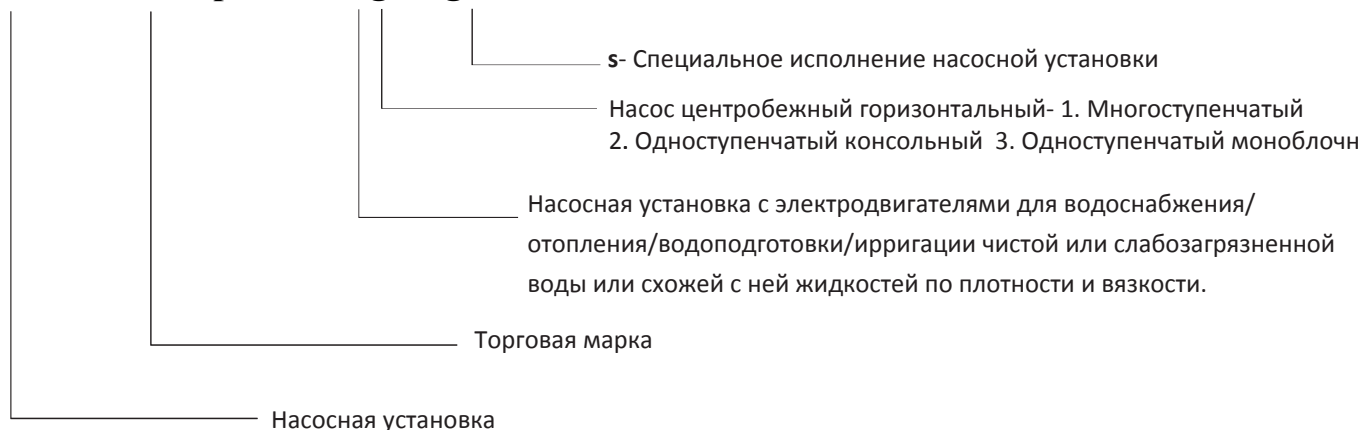 s- Специальное исполнение насосной установки
Насос центробежный горизонтальный- 1. Многоступенчатый
2. Одноступенчатый консольный 3. Одноступенчатый моноблочн
Насосная установка с электродвигателями для водоснабжения/
отопления/водоподготовки/ирригации чистой или слабозагрязненной
воды или схожей с ней жидкостей по плотности и вязкости.
Торговая марка
Насосная установка